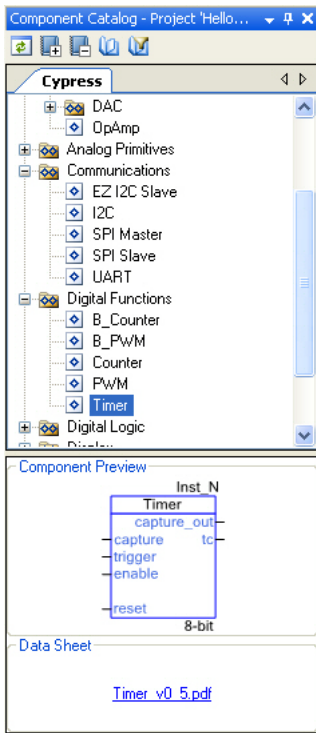 Component Catalog - Project 'Hello...
Cypress
DAC
OpAmp
Analog Primitives
Communications
EZ I2C Slave
I2C
SPI Master
SPI Slave
UART
Digital Functions
B_Counter
B_PWM
Counter
PWM
Timer
Digital Logic
Display
Component Preview
Inst_N
Timer
capture_out
capture tc
trigger
enable
reset
8-bit
Data Sheet
Timer_v0_5.pdf